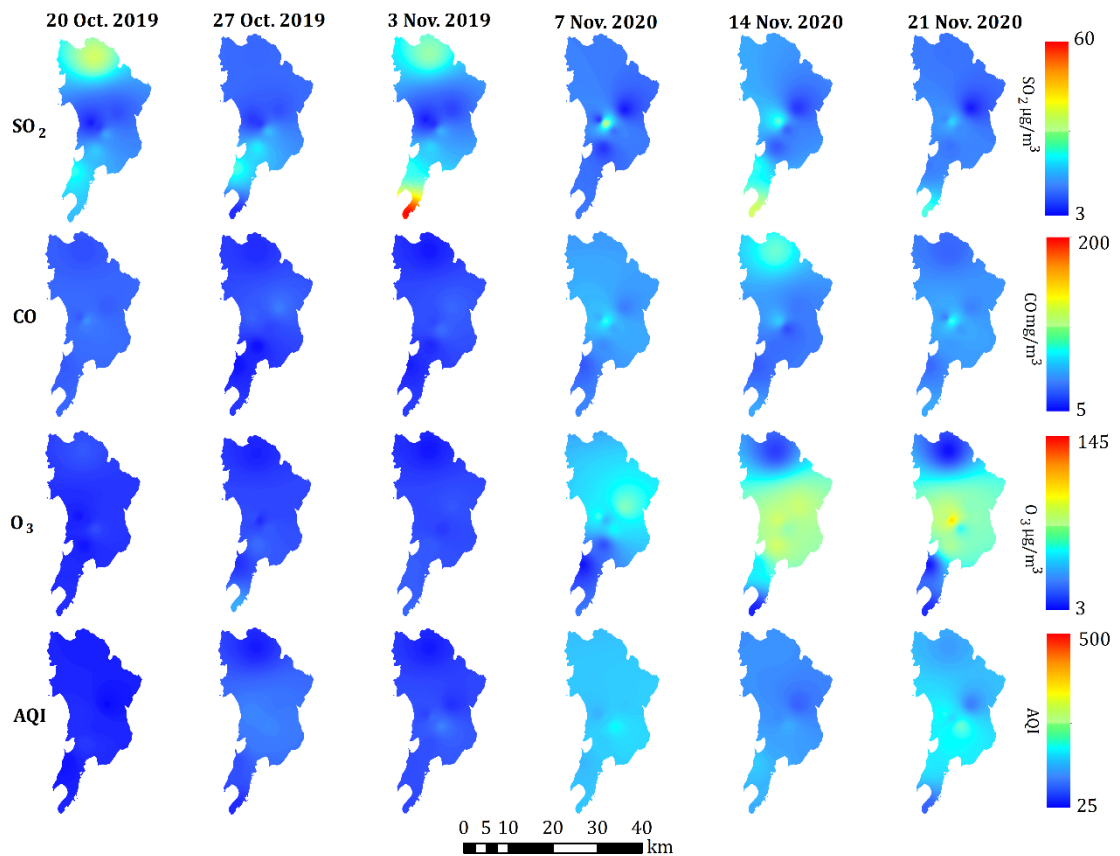 20 Oct. 2019 27 Oct. 2019 3 Nov. 2019 7 Nov. 2020 14 Nov. 2020 21 Nov. 2020
60
SO2
SO2 µg/m3
3
200
CO
CO mg/m3
5
145
O3
O3 µg/m3
3
500
AQI
AQI
25
0 5 10 20 30 40
km